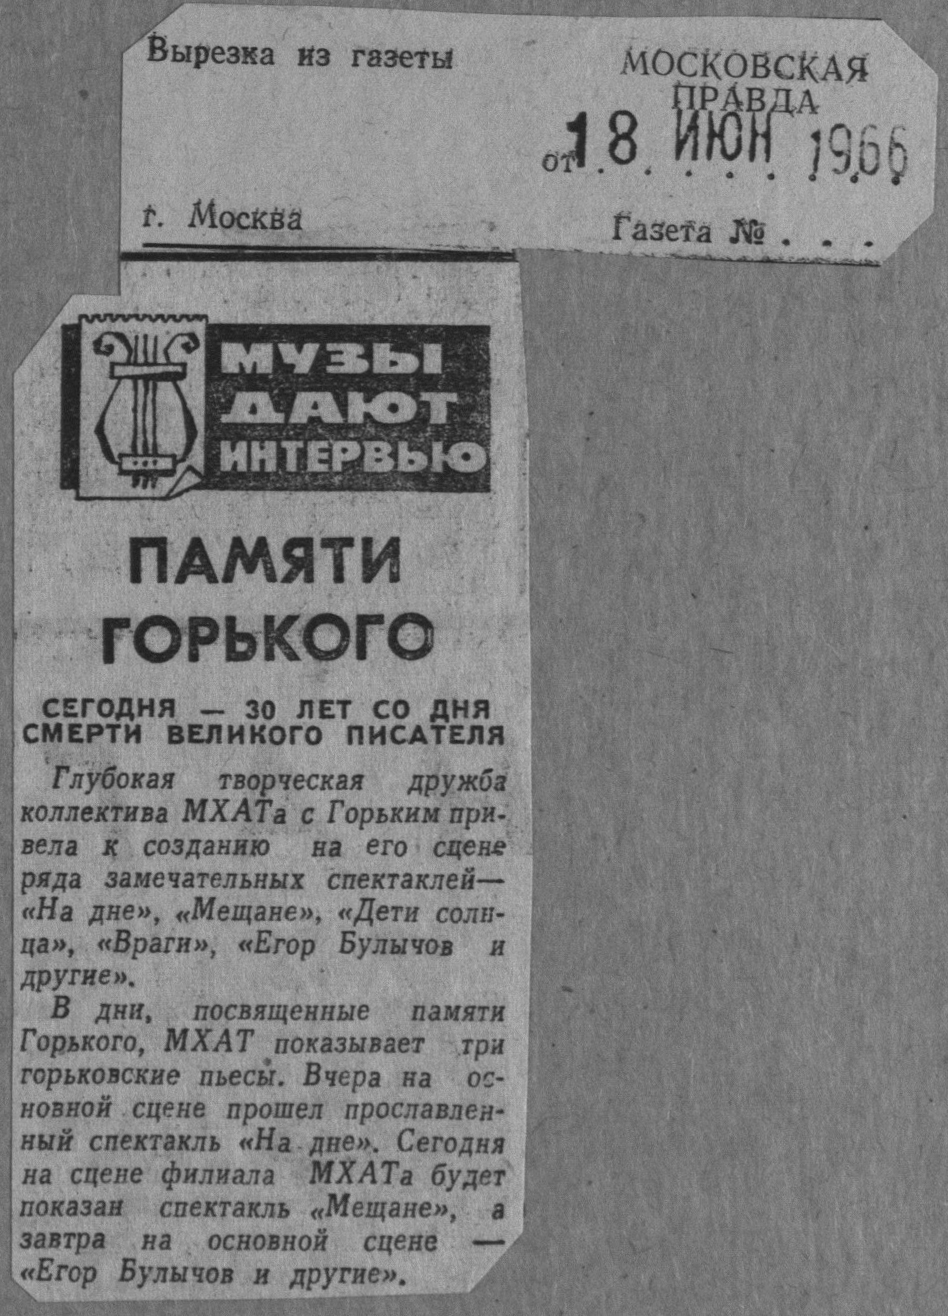 Вырезка из газеты
МОСКОВСКАЯ
ПРАВДА
от 18 ИЮН 1966
г. Москва
Газета № . . .
МУЗЫ
ДАЮТ
ИНТЕРВЬЮ
ПАМЯТИ
ГОРЬКОГО
СЕГОДНЯ — 30 ЛЕТ СО ДНЯ
СМЕРТИ ВЕЛИКОГО ПИСАТЕЛЯ
Глубокая творческая дружба
коллектива МХАТа с Горьким при-
вела к созданию на его сцене
ряда замечательных спектаклей—
«На дне», «Мещане», «Дети солн-
ца», «Враги», «Егор Булычов и
другие».
В дни, посвященные памяти
Горького, МХАТ показывает три
горьковские пьесы. Вчера на ос-
новной сцене прошел прославлен-
ный спектакль «На дне». Сегодня
на сцене филиала МХАТа будет
показан спектакль «Мещане», а
завтра на основной сцене —
«Егор Булычов и другие».